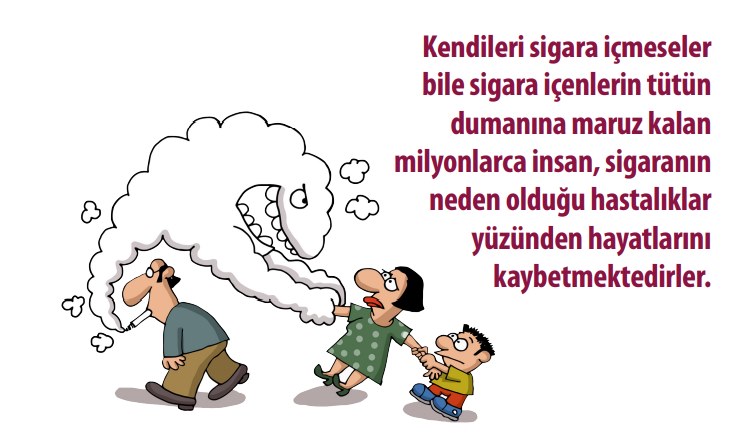 Kendileri sigara içmeseler
bile sigara içenlerin tütün
dumanına maruz kalan
milyonlarca insan, sigaranın
neden olduğu hastalıklar
yüzünden hayatlarını
kaybetmektedirler.